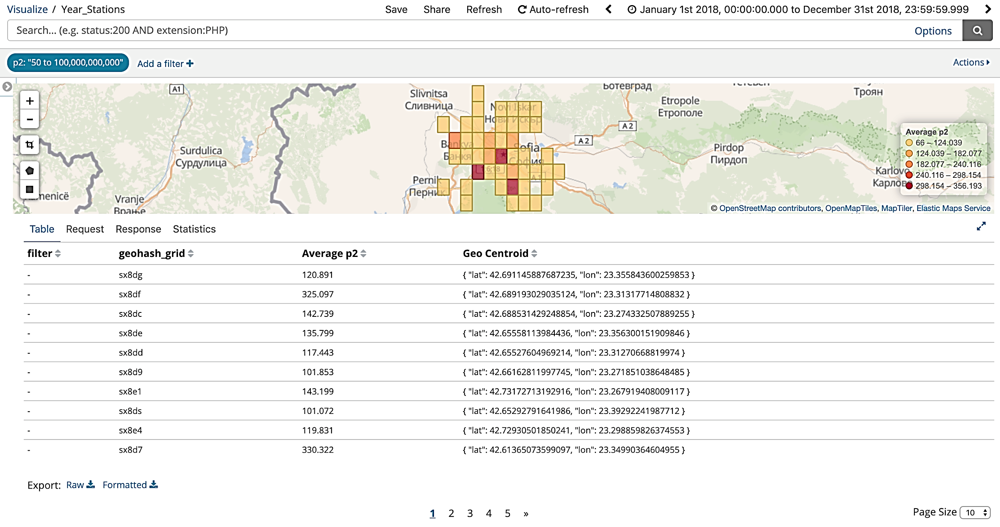 Visualize / Year_Stations
Save Share Refresh Auto-refresh January 1st 2018, 00:00:00.000 to December 31st 2018, 23:59:59.999
Search... (e.g. status:200 AND extension:PHP) Options
p2: "50 to 100,000,000,000" Add a filter + Actions
+
−
A1
Surdulica
Сурдулица
Vranje
Врање
menicë
Slivnitsa
Сливница
Novi Iskar
Нови Искър
Bankya
Банкя
Sofia
София
1;6;18
A1
Pernik
Перник
Ботевград
A 2
A 2
Etropole
Етрополе
Троян
Pirdop
Пирдоп
Karlovo
Карлово
Average p2
66 – 124.039
124.039 – 182.077
182.077 – 240.116
240.116 – 298.154
298.154 – 356.193
© OpenStreetMap contributors, OpenMapTiles, MapTiler, Elastic Maps Service
Table Request Response Statistics
filter geohash_grid Average p2 Geo Centroid
- sx8dg 120.891 { "lat": 42.691145887687235, "lon": 23.355843600259853 }
- sx8df 325.097 { "lat": 42.689193029035124, "lon": 23.31317714808832 }
- sx8dc 142.739 { "lat": 42.688531429248854, "lon": 23.274332507889255 }
- sx8de 135.799 { "lat": 42.65558113984436, "lon": 23.356300151909846 }
- sx8dd 117.443 { "lat": 42.65527604969214, "lon": 23.31270668819974 }
- sx8d9 101.853 { "lat": 42.66162811997745, "lon": 23.271851038648485 }
- sx8e1 143.199 { "lat": 42.73172713192916, "lon": 23.267919408009117 }
- sx8ds 101.072 { "lat": 42.65292791641986, "lon": 23.39292241987712 }
- sx8e4 119.831 { "lat": 42.72930501850241, "lon": 23.298859826374553 }
- sx8d7 330.322 { "lat": 42.61365073599097, "lon": 23.34990364604955 }
Export: Raw Formatted
1 2 3 4 5 »
Page Size 10